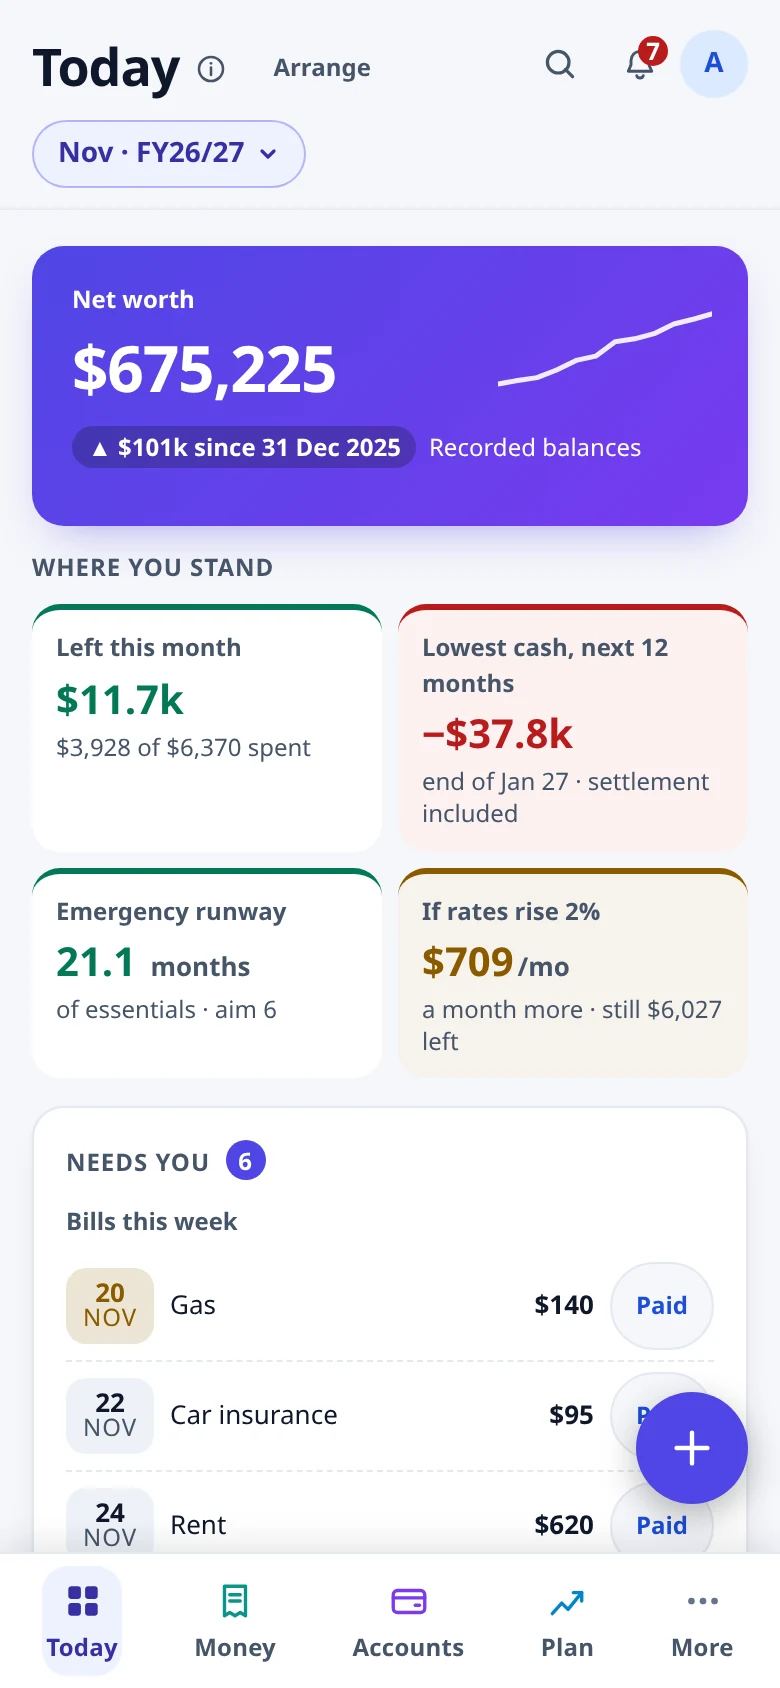 Today Arrange 7 A
Nov · FY26/27
Net worth
$675,225
▲ $101k since 31 Dec 2025 Recorded balances
WHERE YOU STAND
Left this month
$11.7k
$3,928 of $6,370 spent
Lowest cash, next 12
months
−$37.8k
end of Jan 27 · settlement
included
Emergency runway
21.1 months
of essentials · aim 6
If rates rise 2%
$709/mo
a month more · still $6,027
left
NEEDS YOU 6
Bills this week
20
NOV
Gas $140 Paid
22
NOV
Car insurance $95
24
NOV
Rent $620 Paid
Today Money Accounts Plan More